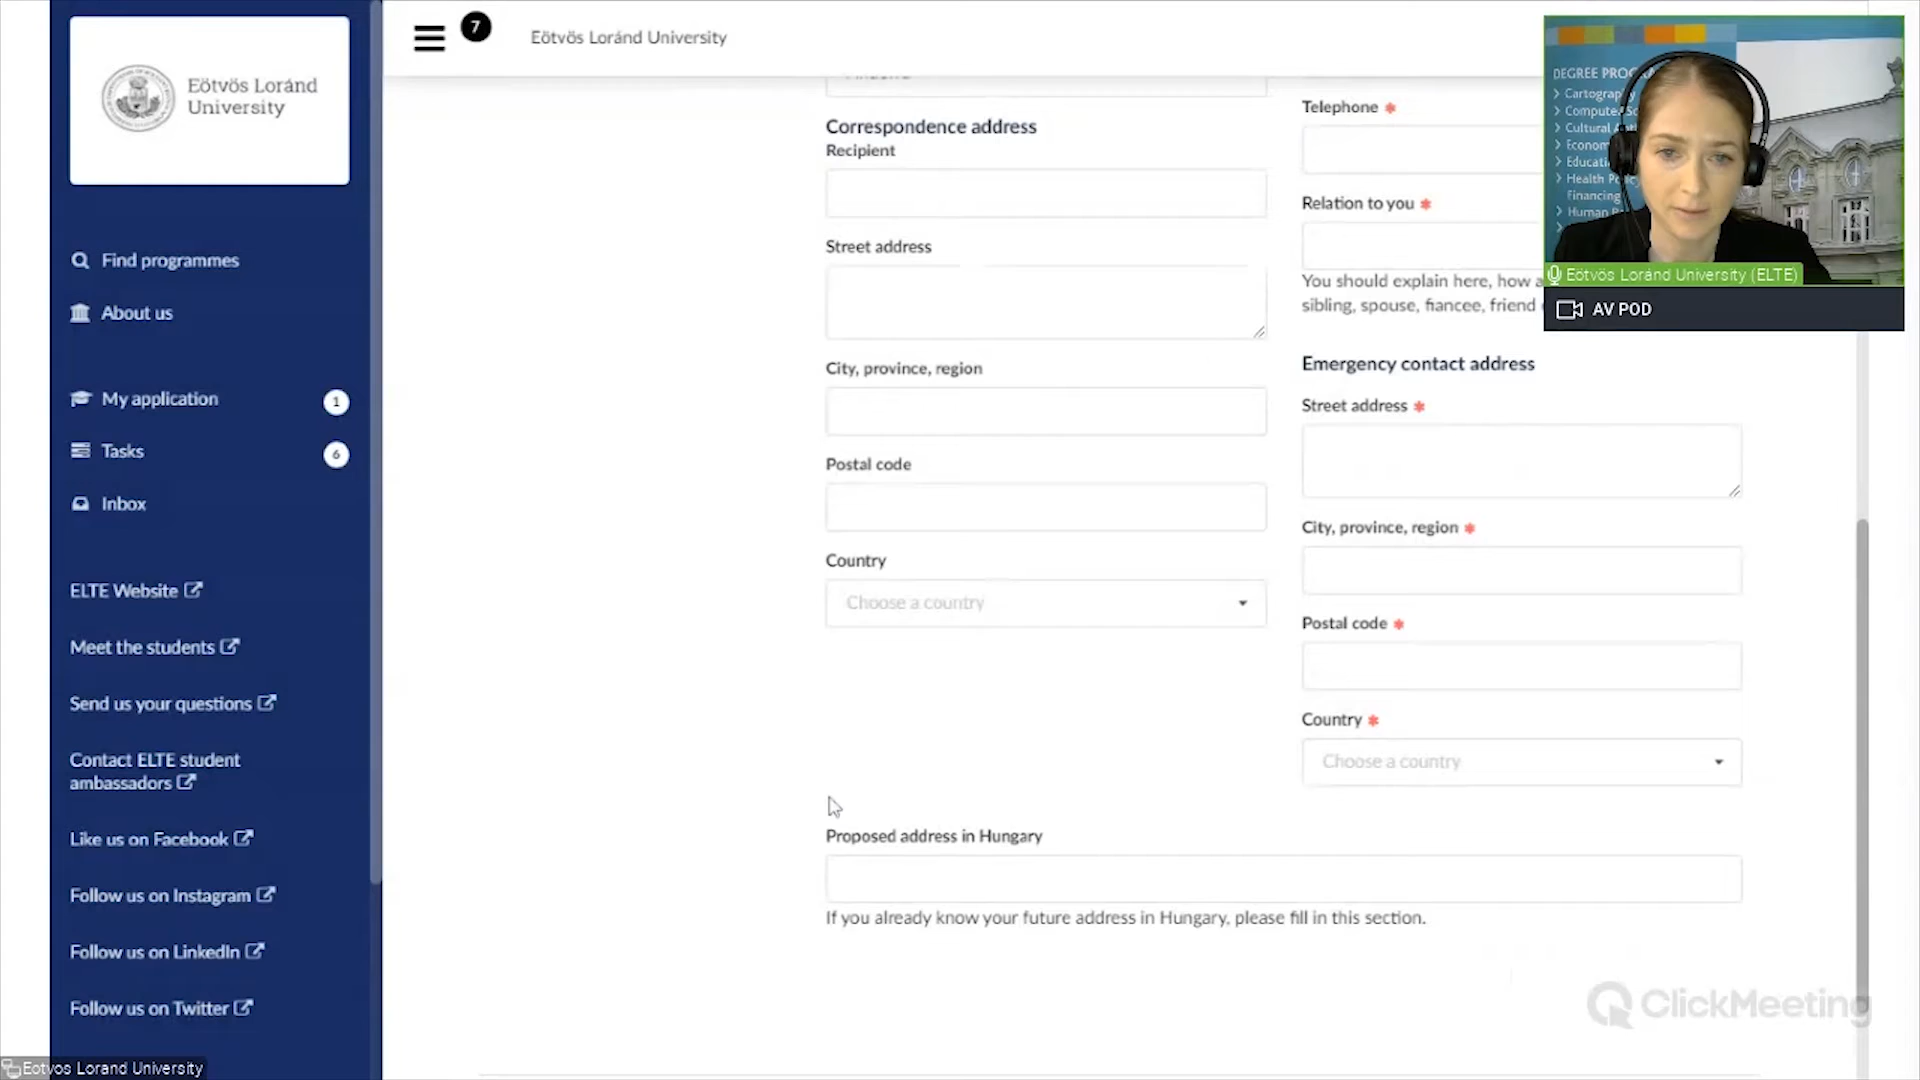 Eötvös Loránd
University
Find programmes
About us
My application
1
Tasks
6
Inbox
ELTE Website
Meet the students
Send us your questions
Contact ELTE student
ambassadors
Like us on Facebook
Follow us on Instagram
Follow us on LinkedIn
Follow us on Twitter
Eotvos Lorand University
7
Eötvös Loránd University
Correspondence address
Recipient
Street address
City, province, region
Postal code
Country
Choose a country
Telephone *
Relation to you *
You should explain here, how
sibling, spouse, fiancee, friend
Emergency contact address
Street address *
City, province, region *
Postal code *
Country *
Choose a country
Proposed address in Hungary
If you already know your future address in Hungary, please fill in this section.
DEGREE
Cartography
Cultural
Health
Financing
Human
Eötvös Loránd University (ELTE)
AV POD
ClickMeeting